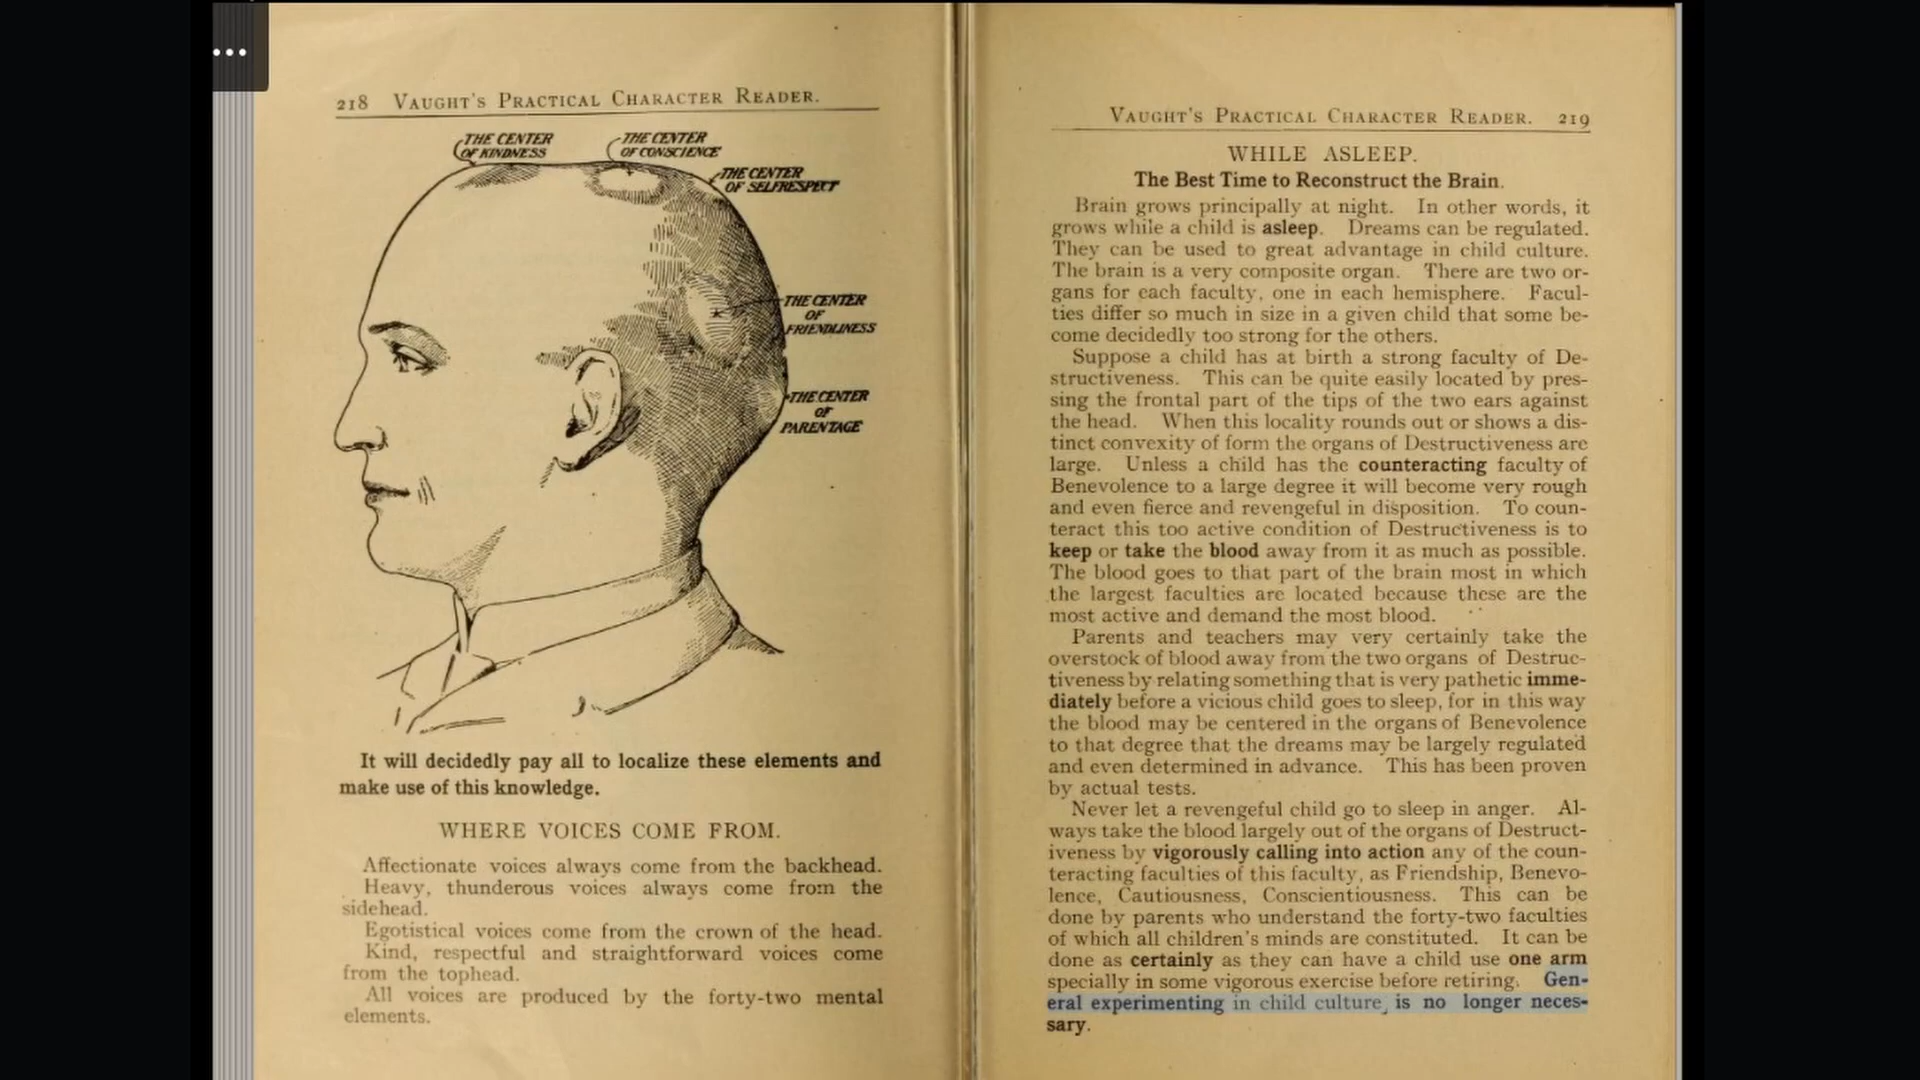 218 VAUGHT'S PRACTICAL CHARACTER READER.
THE CENTER
OF KINDNESS
THE CENTER
OF CONSCIENCE
THE CENTER
OF SELFRESPECT
THE CENTER
OF
FRIENDLINESS
THE CENTER
OF
PARENTAGE
It will decidedly pay all to localize these elements and
make use of this knowledge.
WHERE VOICES COME FROM.
Affectionate voices always come from the backhead.
Heavy, thunderous voices always come from the
sidehead.
Egotistical voices come from the crown of the head.
Kind, respectful and straightforward voices come
from the tophead.
All voices are produced by the forty-two mental
elements.
VAUGHT'S PRACTICAL CHARACTER READER. 219
WHILE ASLEEP.
The Best Time to Reconstruct the Brain.
Brain grows principally at night. In other words, it
grows while a child is asleep. Dreams can be regulated.
They can be used to great advantage in child culture.
The brain is a very composite organ. There are two or-
gans for each faculty, one in each hemisphere. Facul-
ties differ so much in size in a given child that some be-
come decidedly too strong for the others.
Suppose a child has at birth a strong faculty of De-
structiveness. This can be quite easily located by pres-
sing the frontal part of the tips of the two ears against
the head. When this locality rounds out or shows a dis-
tinct convexity of form the organs of Destructiveness are
large. Unless a child has the counteracting faculty of
Benevolence to a large degree it will become very rough
and even fierce and revengeful in disposition. To coun-
teract this too active condition of Destructiveness is to
keep or take the blood away from it as much as possible.
The blood goes to that part of the brain most in which
the largest faculties are located because these are the
most active and demand the most blood.
Parents and teachers may very certainly take the
overstock of blood away from the two organs of Destruc-
tiveness by relating something that is very pathetic imme-
diately before a vicious child goes to sleep, for in this way
the blood may be centered in the organs of Benevolence
to that degree that the dreams may be largely regulated
and even determined in advance. This has been proven
by actual tests.
Never let a revengeful child go to sleep in anger. Al-
ways take the blood largely out of the organs of Destruct-
iveness by vigorously calling into action any of the coun-
teracting faculties of this faculty, as Friendship, Benevo-
lence, Cautiousness, Conscientiousness. This can be
done by parents who understand the forty-two faculties
of which all children's minds are constituted. It can be
done as certainly as they can have a child use one arm
specially in some vigorous exercise before retiring. Gen-
eral experimenting in child culture, is no longer neces-
sary.